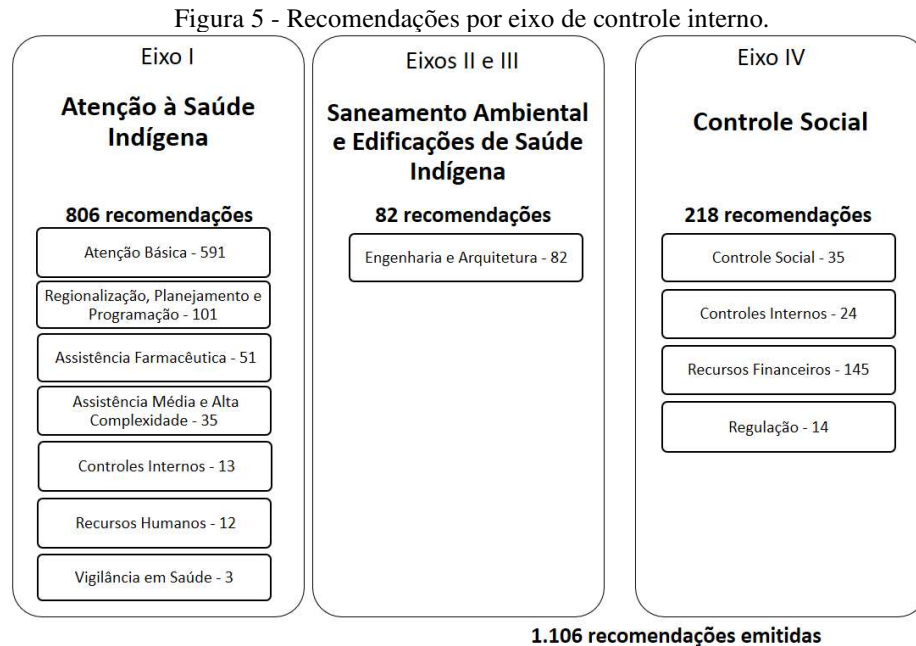 Figura 5 - Recomendações por eixo de controle interno.
Eixo I
Atenção à Saúde
Indígena
806 recomendações
Atenção Básica - 591
Regionalização, Planejamento e
Programação - 101
Assistência Farmacêutica - 51
Assistência Média e Alta
Complexidade - 35
Controles Internos - 13
Recursos Humanos - 12
Vigilância em Saúde - 3
Eixos II e III
Saneamento Ambiental
e Edificações de Saúde
Indígena
82 recomendações
Engenharia e Arquitetura - 82
Eixo IV
Controle Social
218 recomendações
Controle Social - 35
Controles Internos - 24
Recursos Financeiros - 145
Regulação - 14
1.106 recomendações emitidas